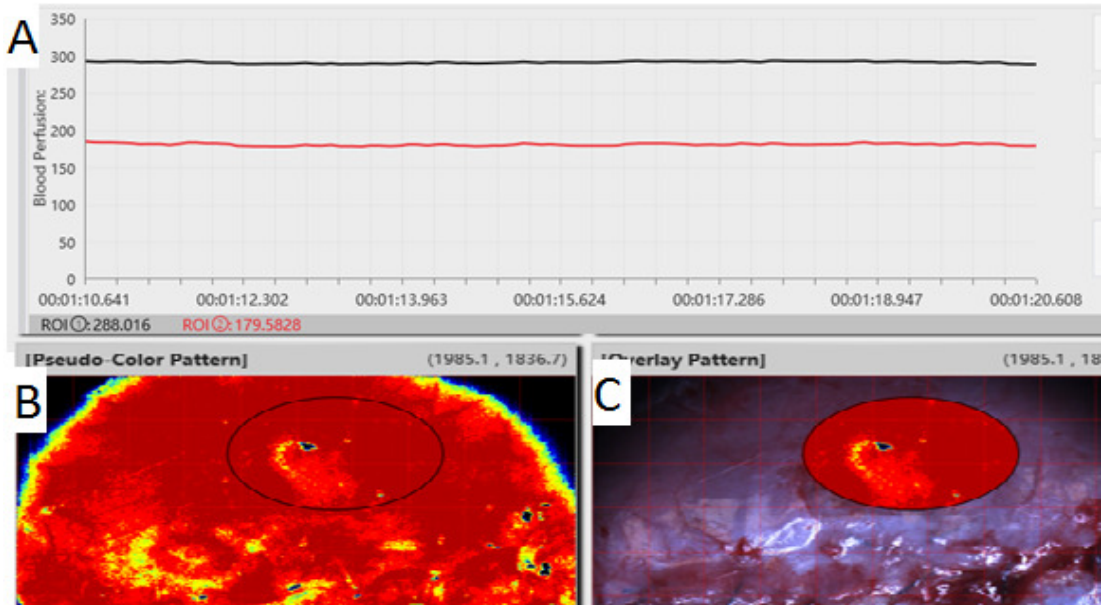 A
350
300
250
200
150
100
50
0
Blood Perfusion:
00:01:10.641 00:01:12.302 00:01:13.963 00:01:15.624 00:01:17.286 00:01:18.947 00:01:20.608
ROI①:288.016 ROI②:179.5828
[Pseudo-Color Pattern] (1985.1 , 1836.7)
[Overlay Pattern] (1985.1 , 18
B
C